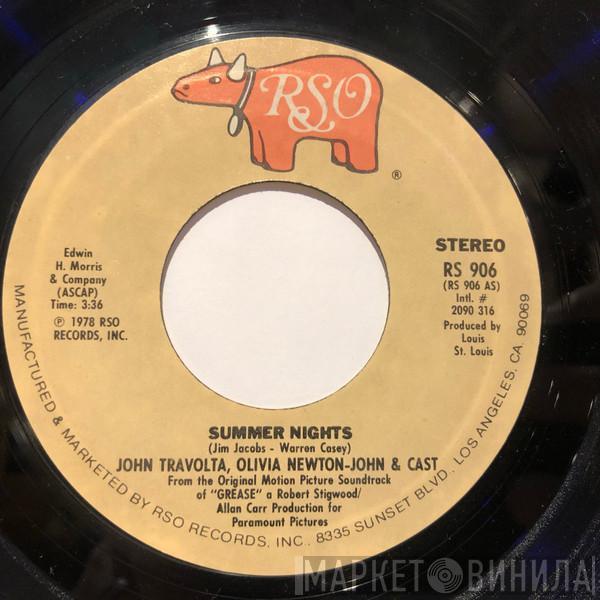 RSO
®
STEREO
RS 906
(RS 906 AS)
Intl. #
2090 316
Produced by
Louis
St. Louis
Edwin
H. Morris
& Company
(ASCAP)
Time: 3:36
℗ 1978 RSO
RECORDS, INC.
SUMMER NIGHTS
(Jim Jacobs - Warren Casey)
JOHN TRAVOLTA, OLIVIA NEWTON-JOHN & CAST
From the Original Motion Picture Soundtrack
of "GREASE" a Robert Stigwood/
Allan Carr Production for
Paramount Pictures
MANUFACTURED & MARKETED BY RSO RECORDS, INC. 8335 SUNSET BLVD., LOS ANGELES, CA. 90069
МАРКЕТ ВИНИЛА